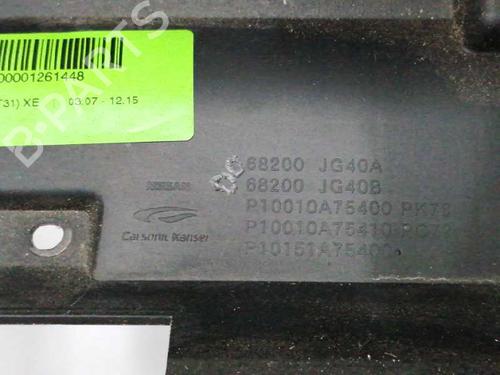 00001261448
T31) XE 03.07 - 12.15
B-PARTS
68200 JG40A
NISSAN 68200 JG40B
P10010A75400
Calsonic Kansei P10010A75410
P10151A75400